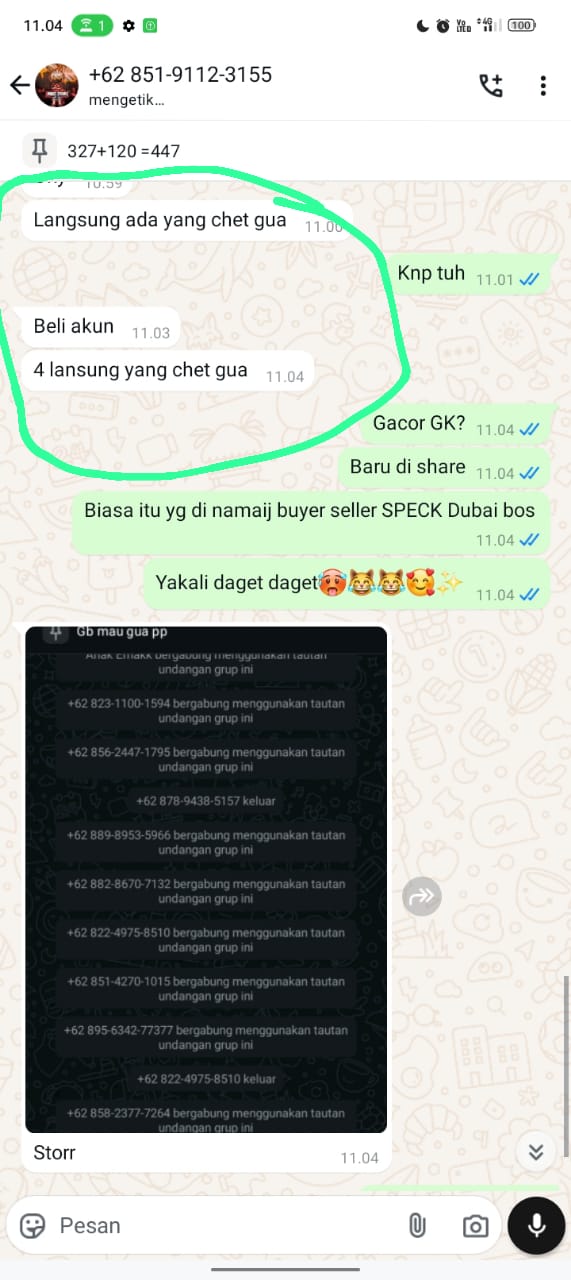 11.04
1
4G
100
+62 851-9112-3155
mengetik...
327+120 =447
10.59
Langsung ada yang chet gua 11.00
Knp tuh 11.01
Beli akun 11.03
4 lansung yang chet gua 11.04
Gacor GK? 11.04
Baru di share 11.04
Biasa itu yg di namaij buyer seller SPECK Dubai bos
11.04
Yakali daget daget🥵😹😹🥰✨ 11.04
Gb mau gua pp
Anak Emakk bergabung menggunakan tautan
undangan grup ini
+62 823-1100-1594 bergabung menggunakan tautan
undangan grup ini
+62 856-2447-1795 bergabung menggunakan tautan
undangan grup ini
+62 878-9438-5157 keluar
+62 889-8953-5966 bergabung menggunakan tautan
undangan grup ini
+62 882-8670-7132 bergabung menggunakan tautan
undangan grup ini
+62 822-4975-8510 bergabung menggunakan tautan
undangan grup ini
+62 851-4270-1015 bergabung menggunakan tautan
undangan grup ini
+62 895-6342-77377 bergabung menggunakan tautan
undangan grup ini
+62 822-4975-8510 keluar
+62 858-2377-7264 bergabung menggunakan tautan
undangan grup ini
Storr 11.04
Pesan